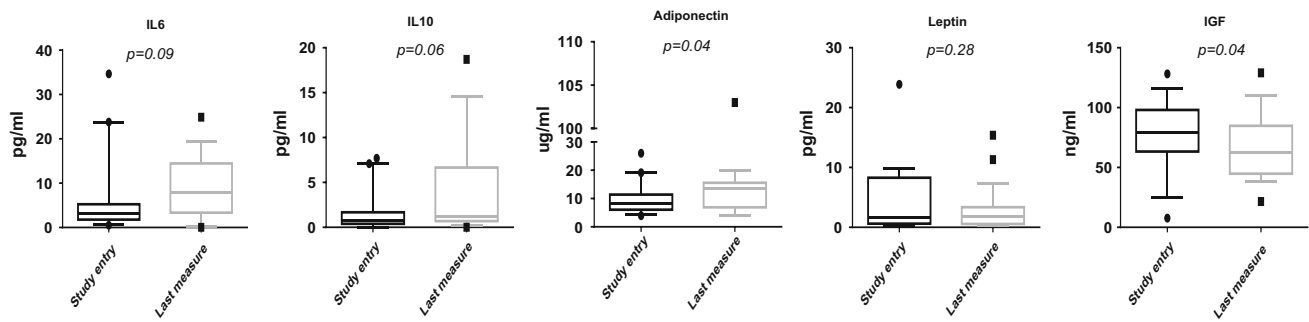 IL6
p=0.09
40
30
20
10
0
pg/ml
Study entry
Last measure
IL10
p=0.06
20
15
10
5
0
pg/ml
Study entry
Last measure
Adiponectin
p=0.04
110
105
100
30
20
10
0
ug/ml
Study entry
Last measure
Leptin
p=0.28
30
20
10
0
pg/ml
Study entry
Last measure
IGF
p=0.04
150
100
50
0
ng/ml
Study entry
Last measure